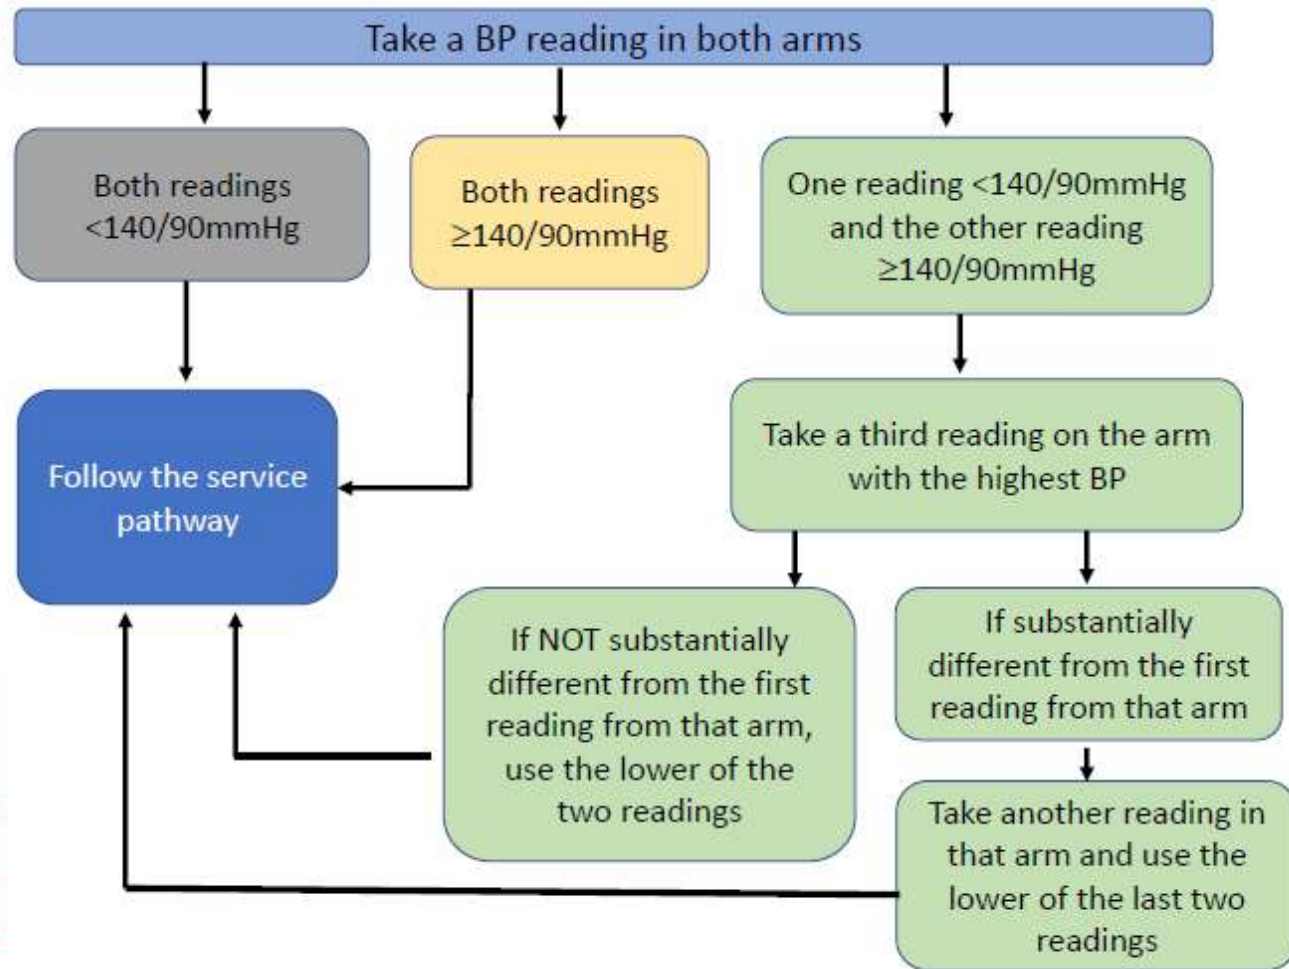 Take a BP reading in both arms
Both readings
<140/90mmHg
Both readings
≥140/90mmHg
One reading <140/90mmHg
and the other reading
≥140/90mmHg
Follow the service
pathway
Take a third reading on the arm
with the highest BP
If NOT substantially
different from the first
reading from that arm,
use the lower of the
two readings
If substantially
different from the first
reading from that arm
Take another reading in
that arm and use the
lower of the last two
readings